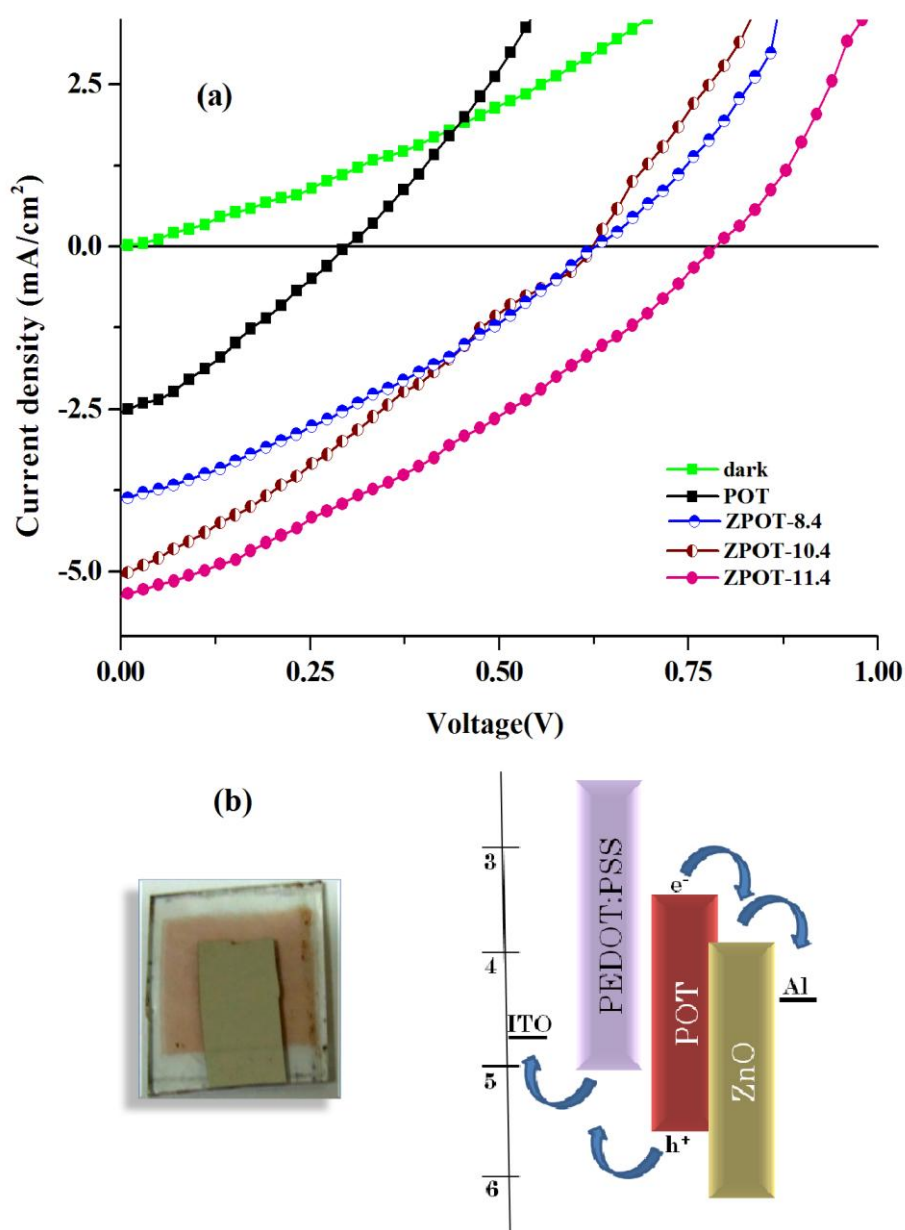 (a)
2.5
0.0
-2.5
-5.0
Current density (mA/cm²)
dark
POT
ZPOT-8.4
ZPOT-10.4
ZPOT-11.4
0.00 0.25 0.50 0.75 1.00
Voltage(V)
(b)
3
4
5
6
ITO
PEDOT:PSS
e-
POT
h+
ZnO
Al